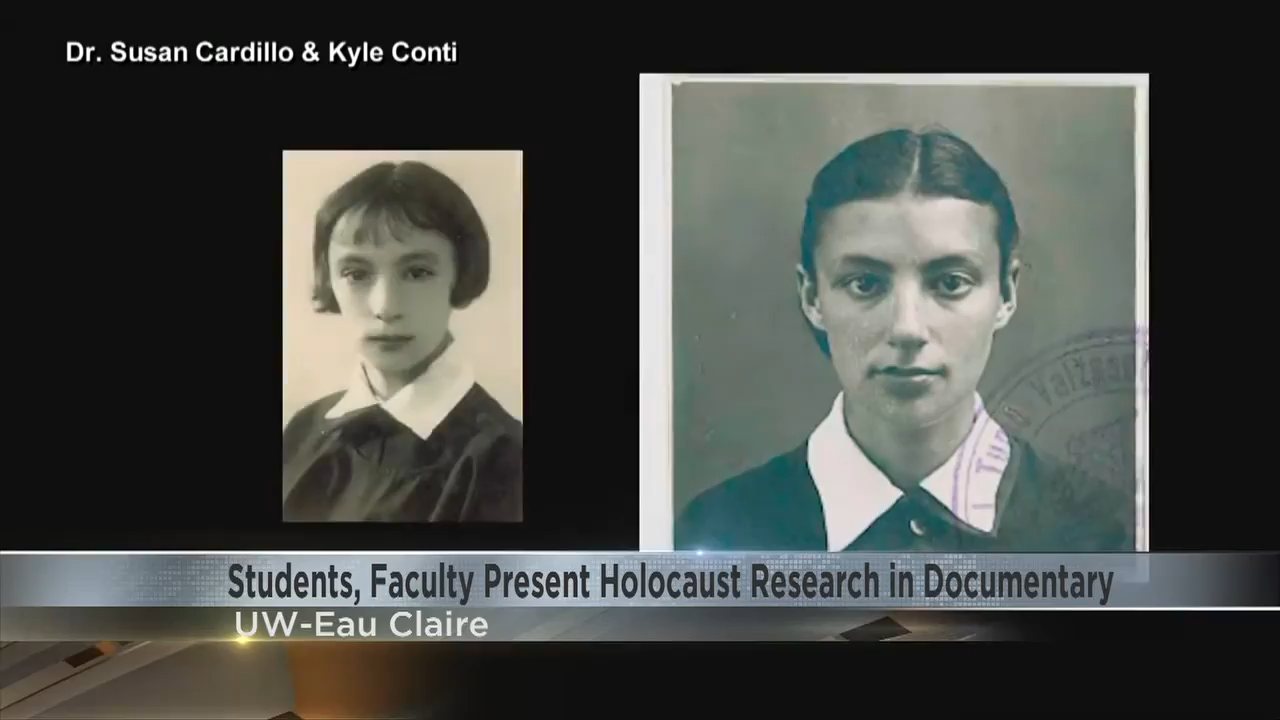 Dr. Susan Cardillo & Kyle Conti
Students, Faculty Present Holocaust Research in Documentary
UW-Eau Claire